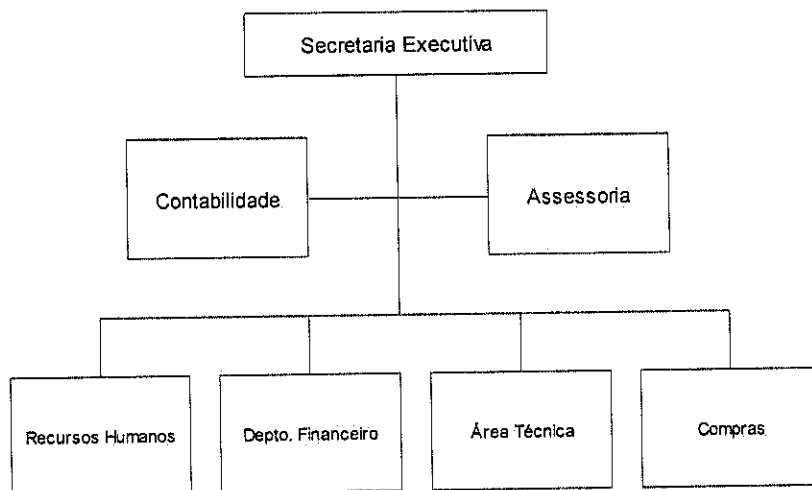 Secretaria Executiva
Contabilidade
Assessoria
Recursos Humanos
Depto. Financeiro
Área Técnica
Compras